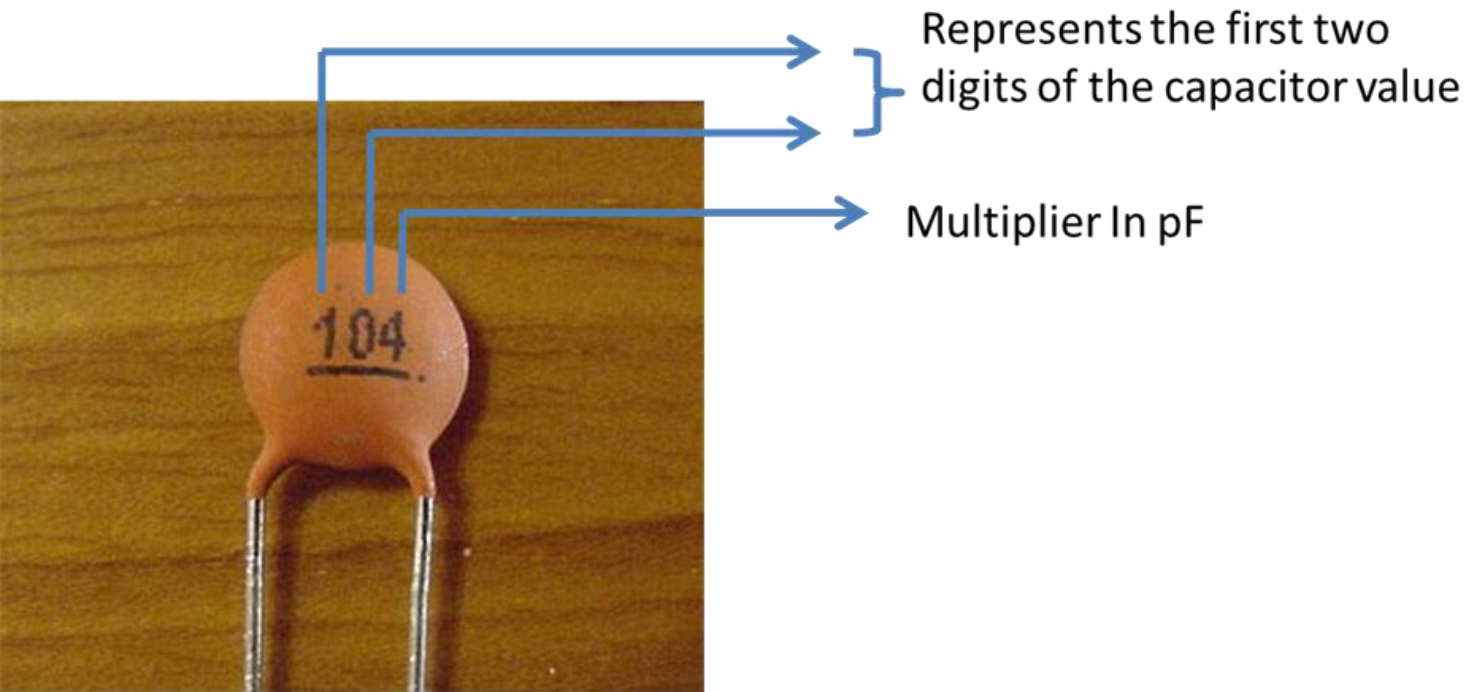 Represents the first two
digits of the capacitor value
Multiplier In pF
104